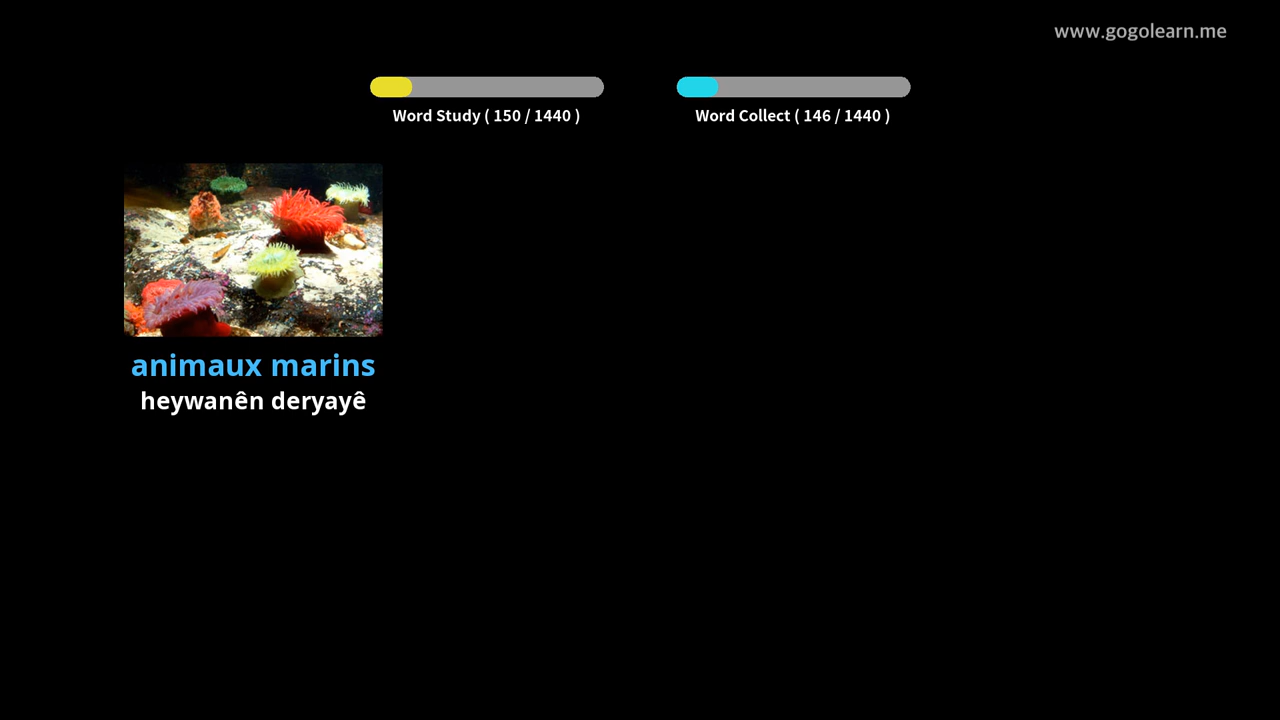 www.gogolearn.me
Word Study ( 150 / 1440 )
Word Collect ( 146 / 1440 )
animaux marins
heywanên deryayê